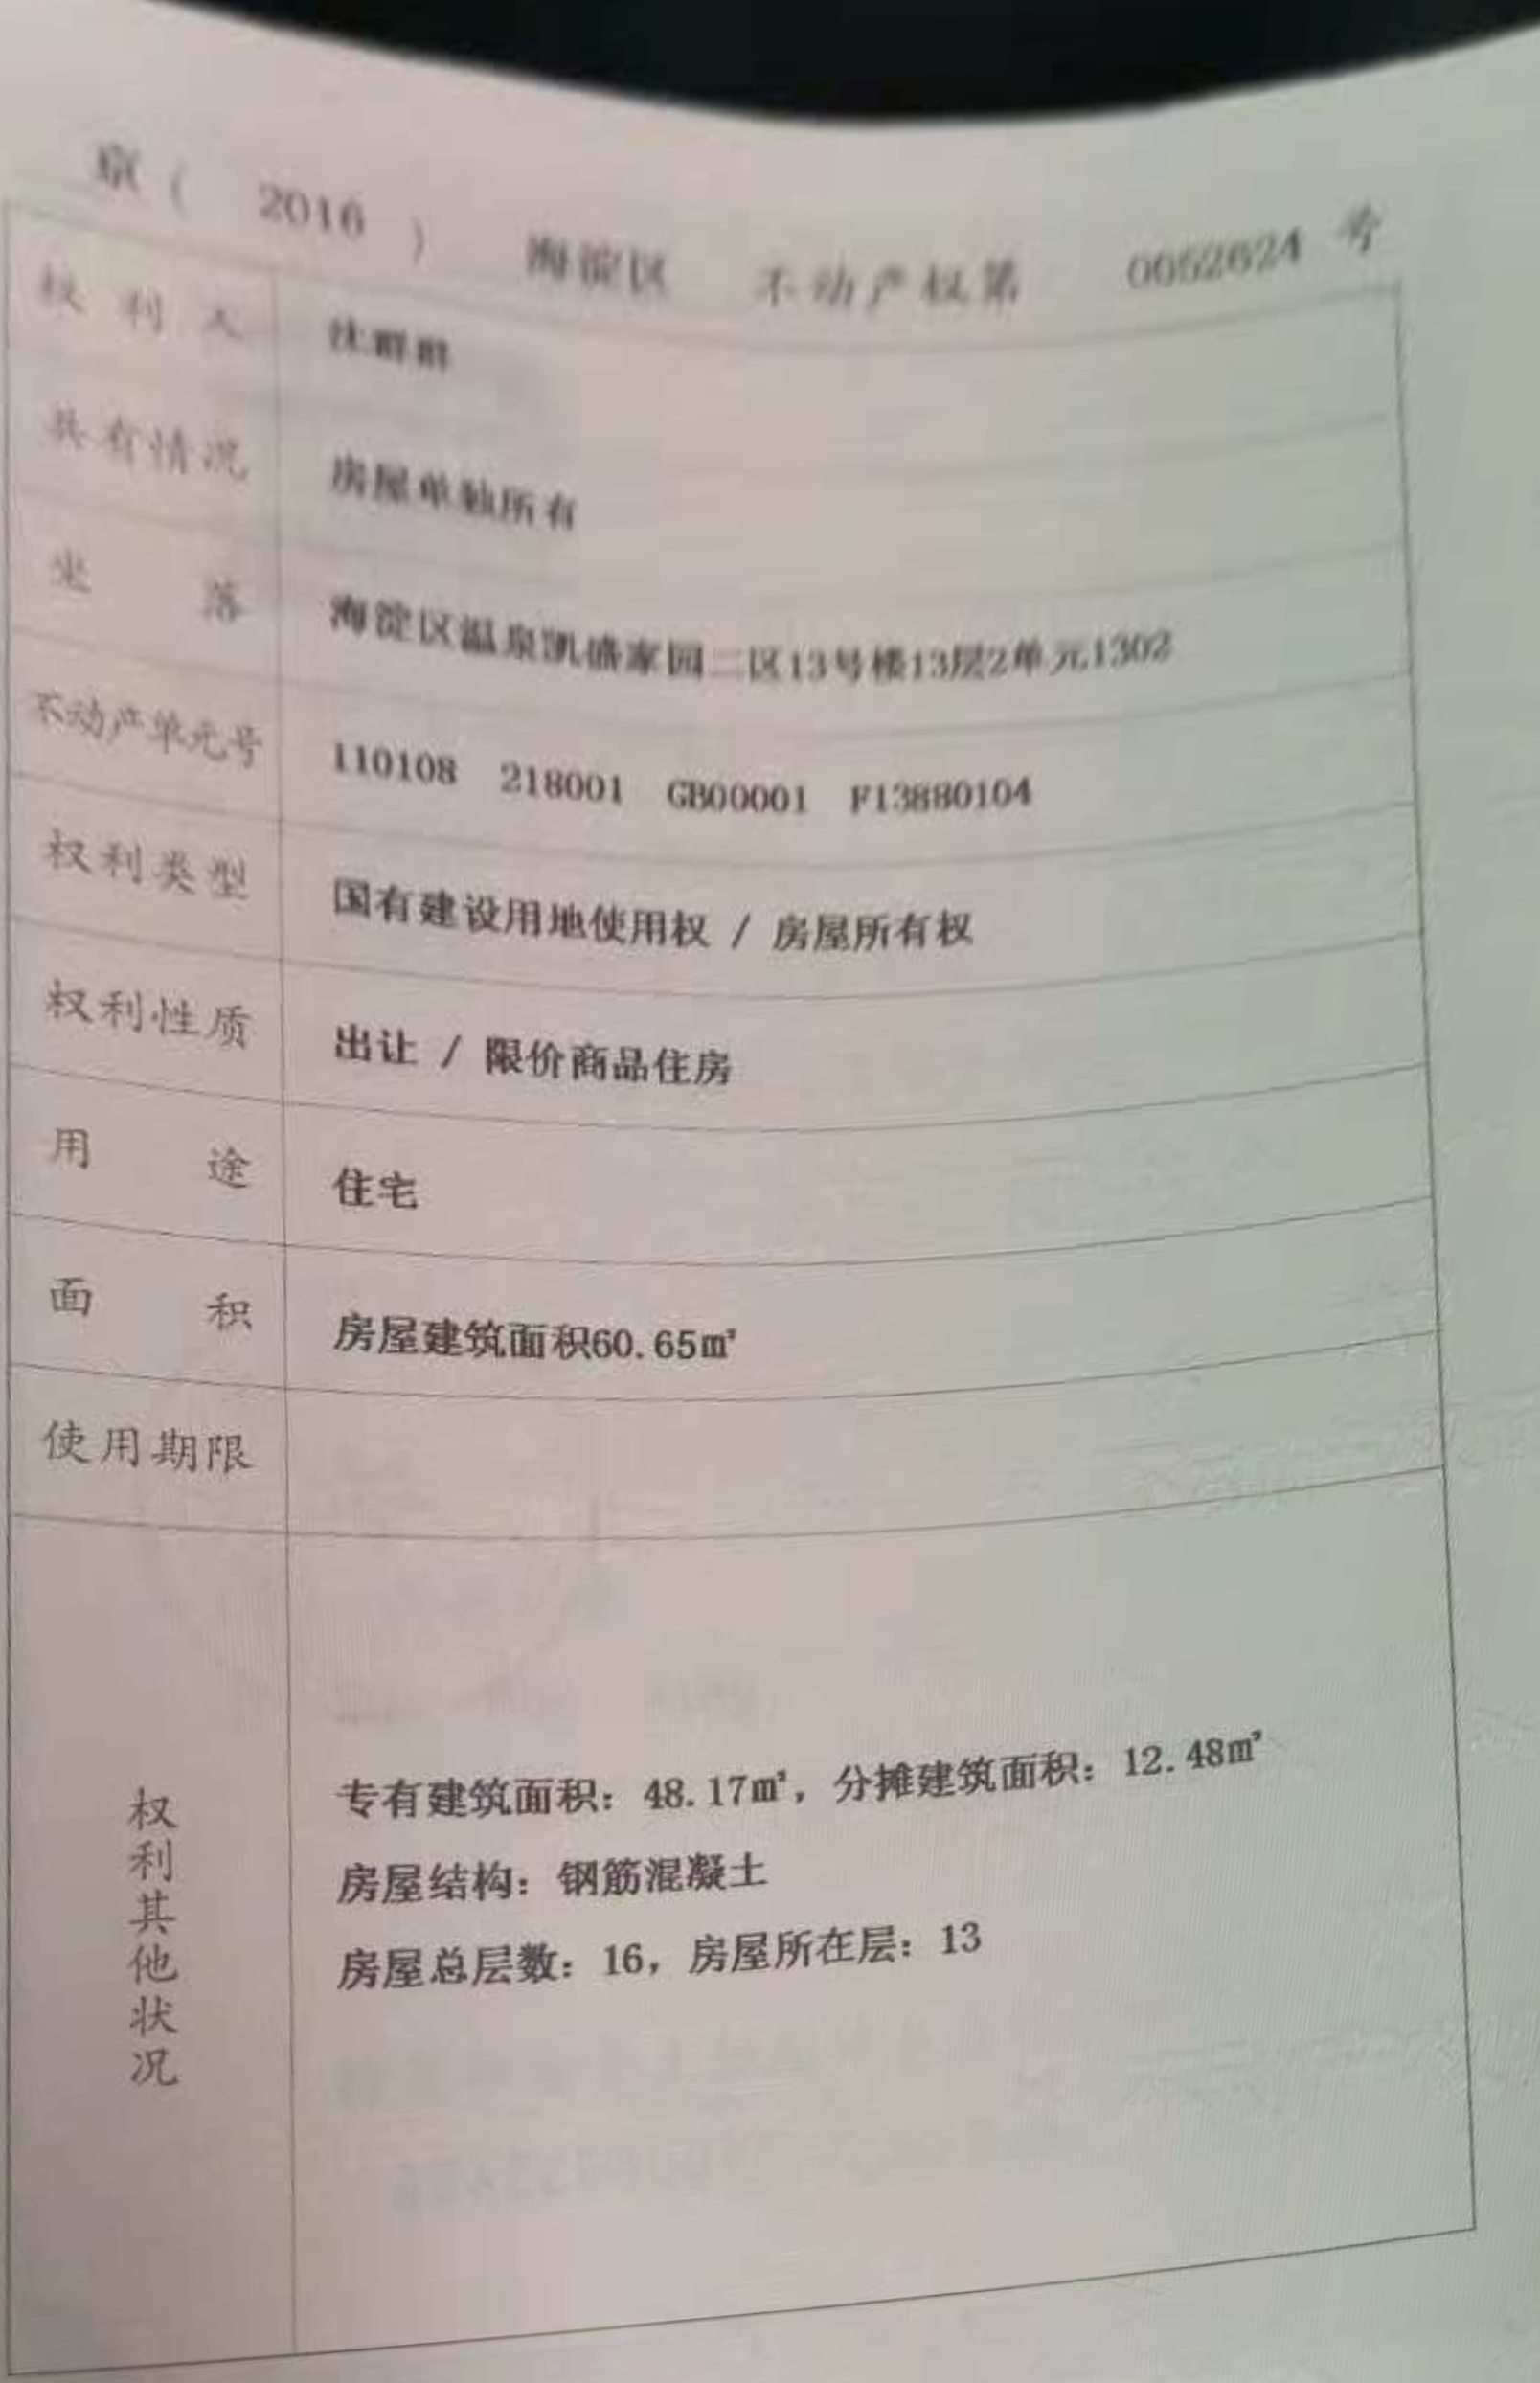 京（ 2016 ） 海淀区 不动产权第 0052624 号
权利人 沈群群
共有情况 房屋单独所有
坐落 海淀区温泉凯盛家园二区13号楼13层2单元1302
不动产单元号 110108 218001 GB00001 F13880104
权利类型 国有建设用地使用权 / 房屋所有权
权利性质 出让 / 限价商品住房
用途 住宅
面积 房屋建筑面积60.65㎡
使用期限
权利其他状况
专有建筑面积：48.17㎡，分摊建筑面积：12.48㎡
房屋结构：钢筋混凝土
房屋总层数：16，房屋所在层：13